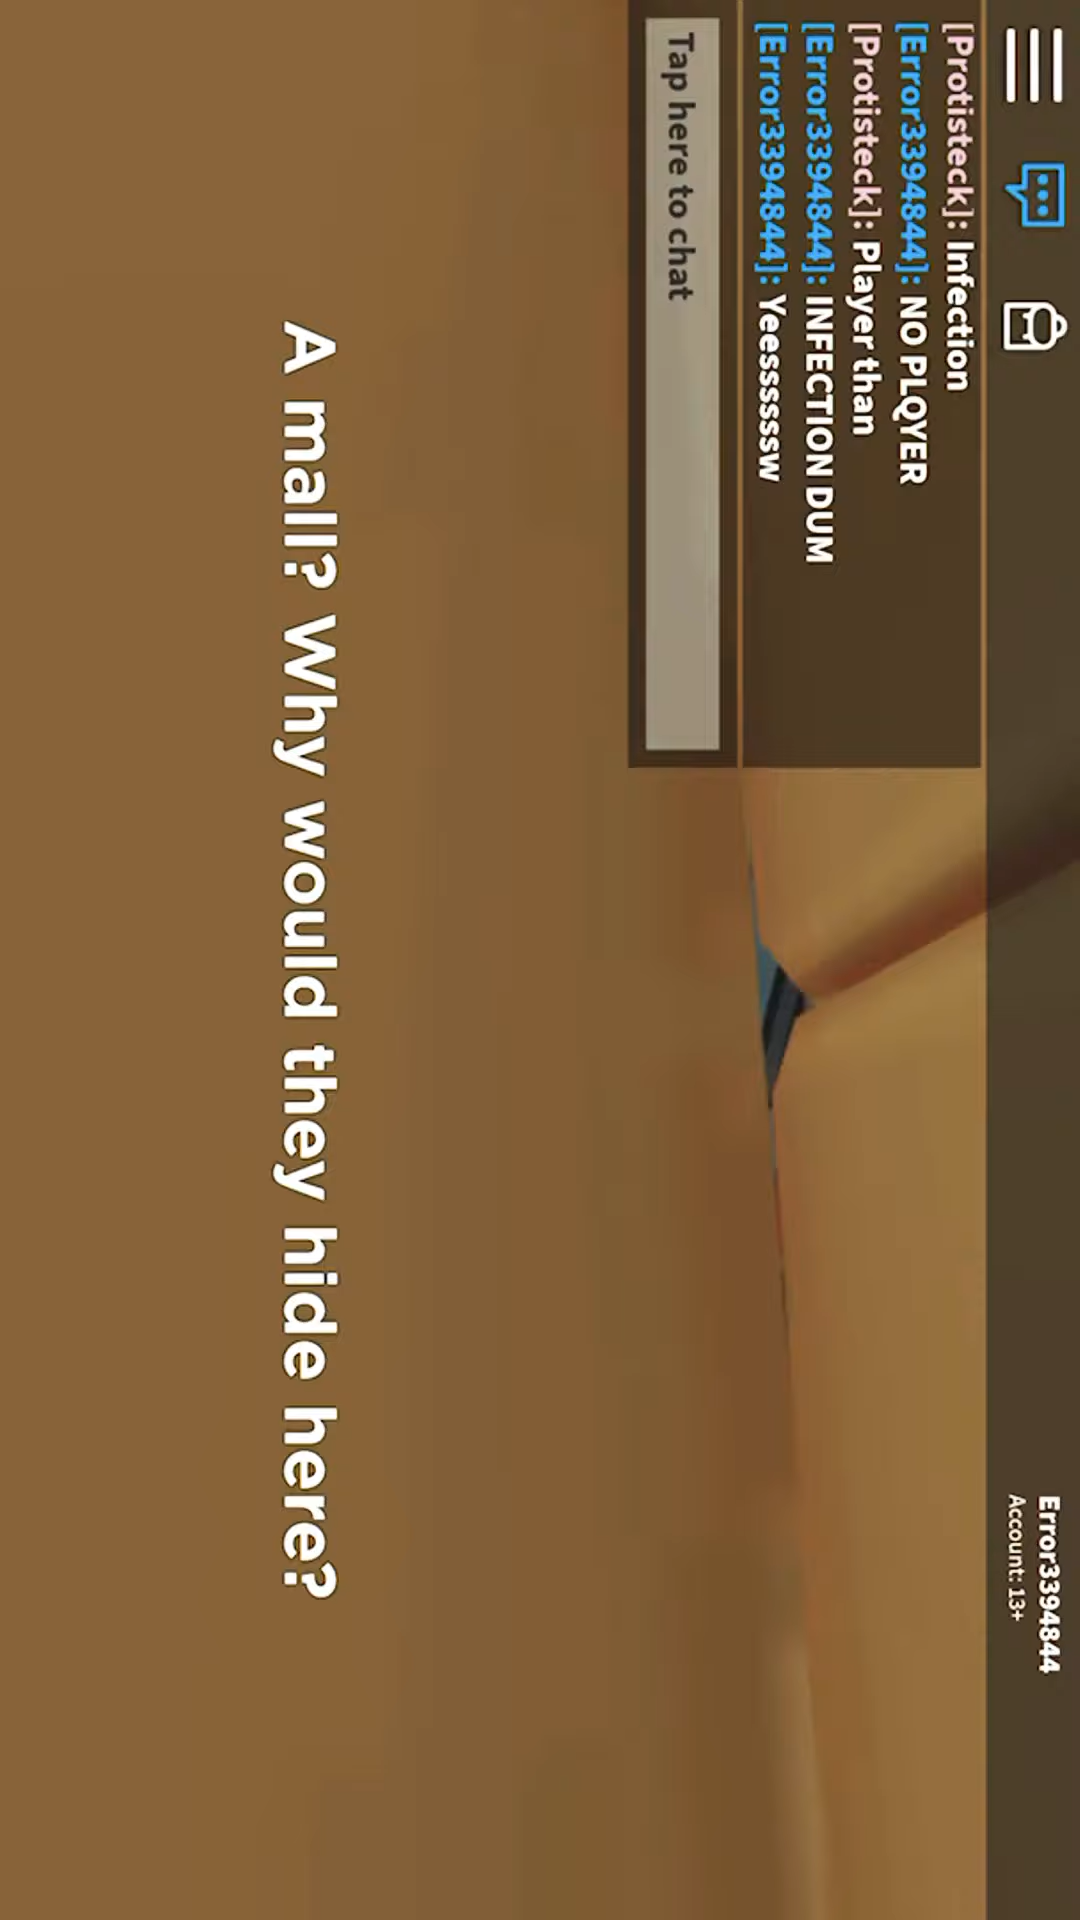 Error3394844
Account: 13+
[Protisteck]: Infection
[Error3394844]: NO PLQYER
[Protisteck]: Player than
[Error3394844]: INFECTION DUM
[Error3394844]: Yeesssssssw
Tap here to chat
A mall? Why would they hide here?